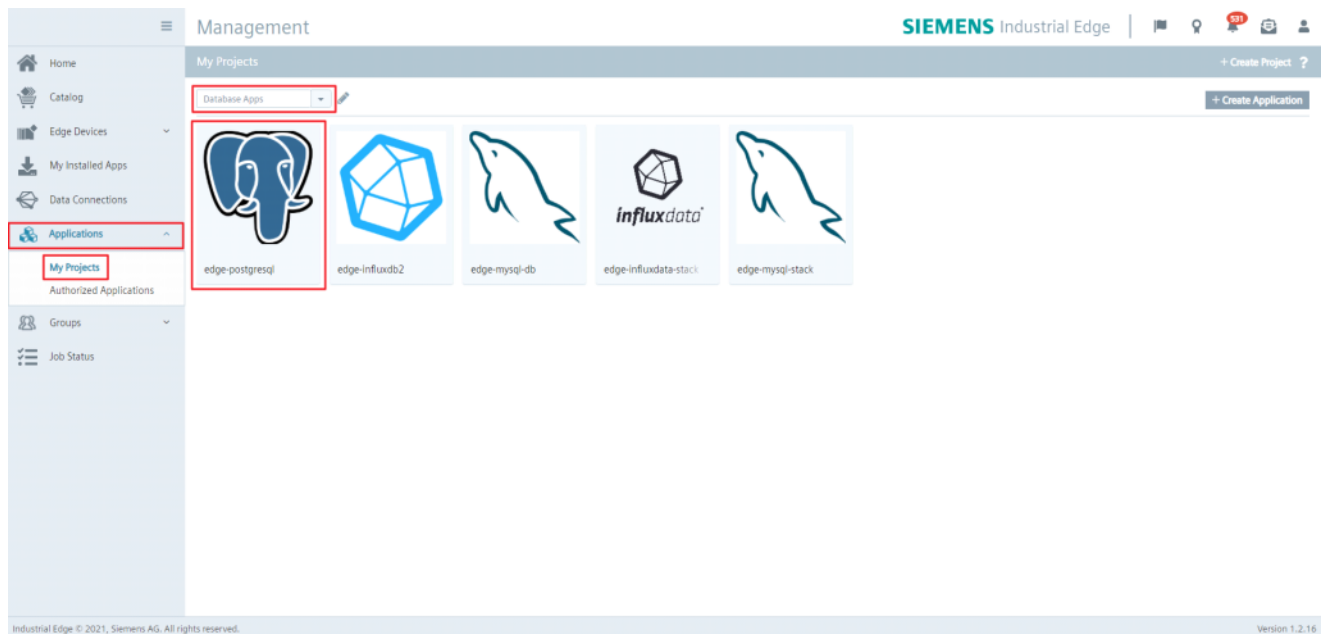 Management
SIEMENS Industrial Edge
531
Home
My Projects
+ Create Project ?
Catalog
Database Apps
+ Create Application
Edge Devices
My Installed Apps
Data Connections
influxdata
Applications
My Projects
edge-postgresql
edge-influxdb2
edge-mysql-db
edge-influxdata-stack
edge-mysql-stack
Authorized Applications
Groups
Job Status
Industrial Edge © 2021, Siemens AG. All rights reserved.
Version 1.2.16